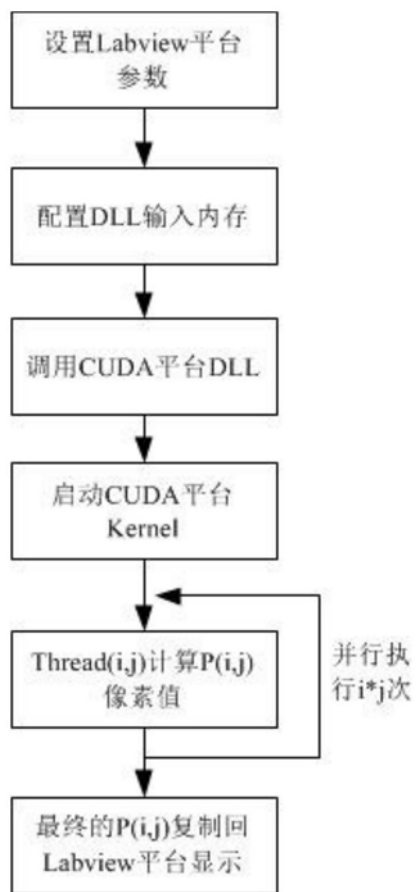 设置Labview平台
参数
配置DLL输入内存
调用CUDA平台DLL
启动CUDA平台
Kernel
Thread(i,j)计算P(i,j)
像素值
并行执
行i*j次
最终的P(i,j)复制回
Labview平台显示